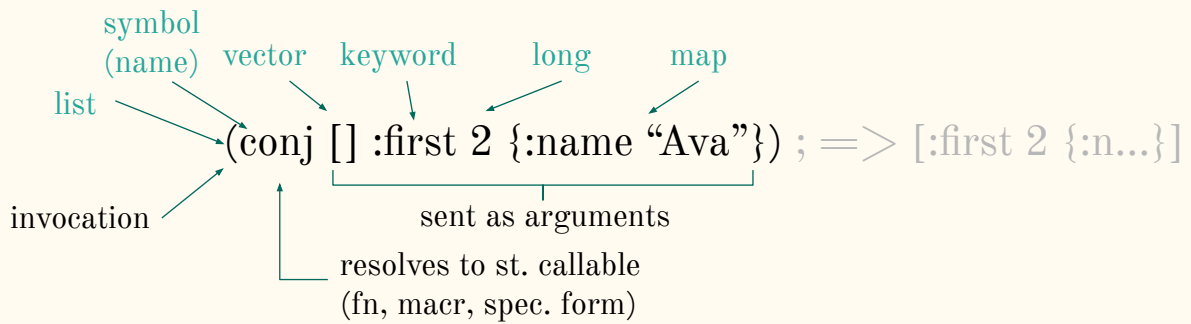 symbol
(name)
vector
keyword
long
map
list
(conj [] :first 2 {:name “Ava”}) ; => [:first 2 {:n...}]
invocation
sent as arguments
resolves to st. callable
(fn, macr, spec. form)